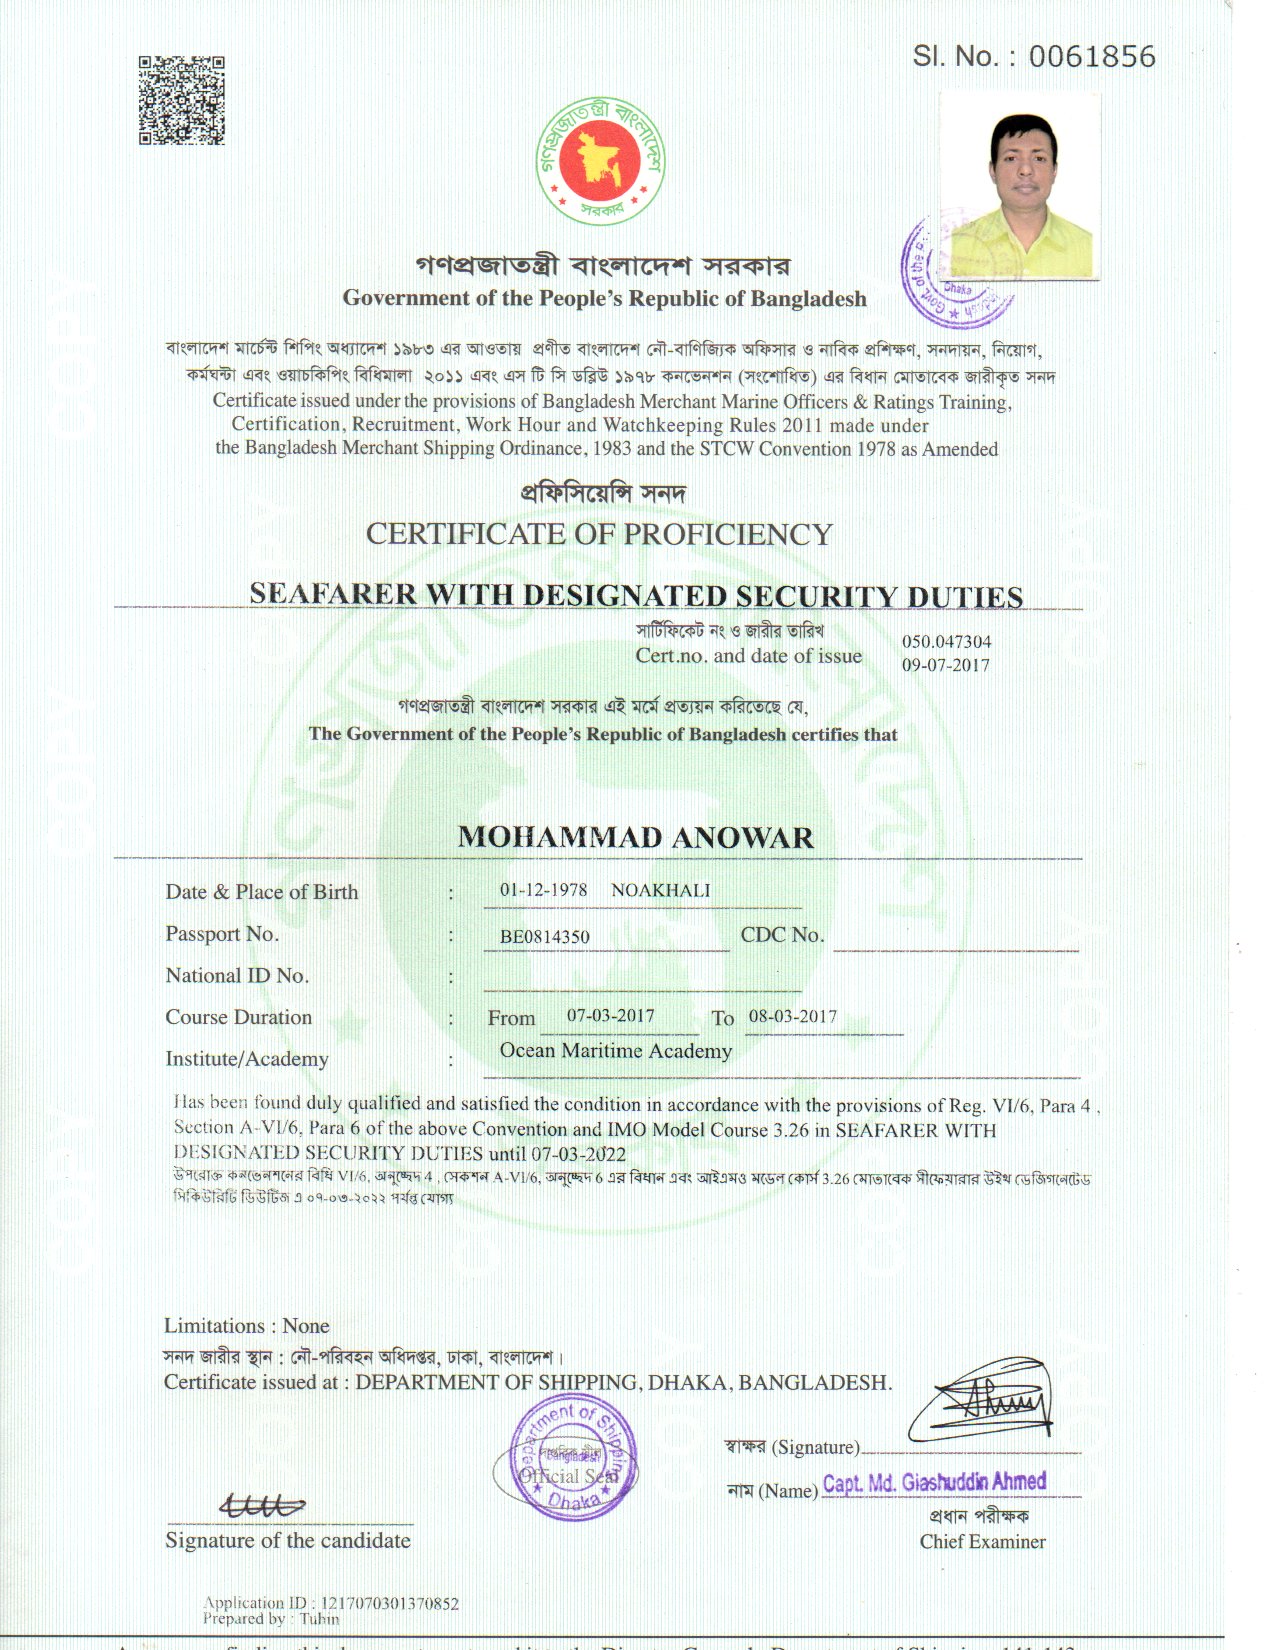 Sl. No. : 0061856
গণপ্রজাতন্ত্রী বাংলাদেশ
সরকার
গণপ্রজাতন্ত্রী বাংলাদেশ সরকার
Government of the People's Republic of Bangladesh
বাংলাদেশ মার্চেন্ট শিপিং অধ্যাদেশ ১৯৮৩ এর আওতায় প্রণীত বাংলাদেশ নৌ-বাণিজ্যিক অফিসার ও নাবিক প্রশিক্ষণ, সনদায়ন, নিয়োগ,
কর্মঘন্টা এবং ওয়াচকিপিং বিধিমালা ২০১১ এবং এস টি সি ডব্লিউ ১৯৭৮ কনভেনশন (সংশোধিত) এর বিধান মোতাবেক জারীকৃত সনদ
Certificate issued under the provisions of Bangladesh Merchant Marine Officers & Ratings Training,
Certification, Recruitment, Work Hour and Watchkeeping Rules 2011 made under
the Bangladesh Merchant Shipping Ordinance, 1983 and the STCW Convention 1978 as Amended
প্রফিসিয়েন্সি সনদ
CERTIFICATE OF PROFICIENCY
SEAFARER WITH DESIGNATED SECURITY DUTIES
সার্টিফিকেট নং ও জারীর তারিখ
Cert.no. and date of issue 050.047304
09-07-2017
গণপ্রজাতন্ত্রী বাংলাদেশ সরকার এই মর্মে প্রত্যয়ন করিতেছে যে,
The Government of the People's Republic of Bangladesh certifies that
MOHAMMAD ANOWAR
Date & Place of Birth : 01-12-1978 NOAKHALI
Passport No. : BE0814350 CDC No.
National ID No. :
Course Duration : From 07-03-2017 To 08-03-2017
Institute/Academy : Ocean Maritime Academy
Has been found duly qualified and satisfied the condition in accordance with the provisions of Reg. VI/6, Para 4 ,
Section A-VI/6, Para 6 of the above Convention and IMO Model Course 3.26 in SEAFARER WITH
DESIGNATED SECURITY DUTIES until 07-03-2022
উপরোক্ত কনভেনশনের বিধি VI/6, অনুচ্ছেদ 4 , সেকশন A-VI/6, অনুচ্ছেদ 6 এর বিধান এবং আইএমও মডেল কোর্স 3.26 মোতাবেক সীফেয়ারার উইথ ডেজিগনেটেড
সিকিউরিটি ডিউটিজ এ ০৭-০৩-২০২২ পর্যন্ত যোগ্য
Limitations : None
সনদ জারীর স্থান : নৌ-পরিবহন অধিদপ্তর, ঢাকা, বাংলাদেশ।
Certificate issued at : DEPARTMENT OF SHIPPING, DHAKA, BANGLADESH.
Department of Shipping
Bangladesh
Official Seal
Dhaka
স্বাক্ষর (Signature)
নাম (Name) Capt. Md. Giashuddin Ahmed
প্রধান পরীক্ষক
Chief Examiner
Signature of the candidate
Application ID : 1217070301370852
Prepared by : Tuhin